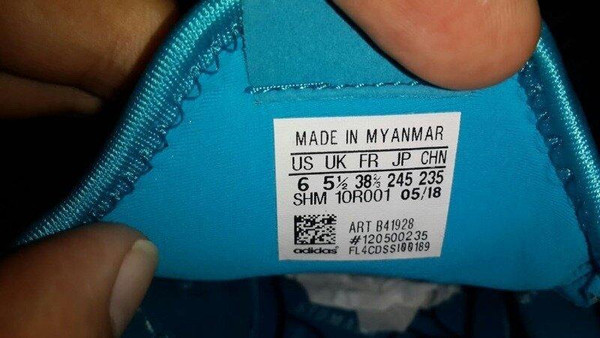 MADE IN MYANMAR
US UK FR JP CHN
6 5½ 38⅔ 245 235
SHM 10R001 05/18
ART B41928
#120500235
adidas FL4CDSSI00189